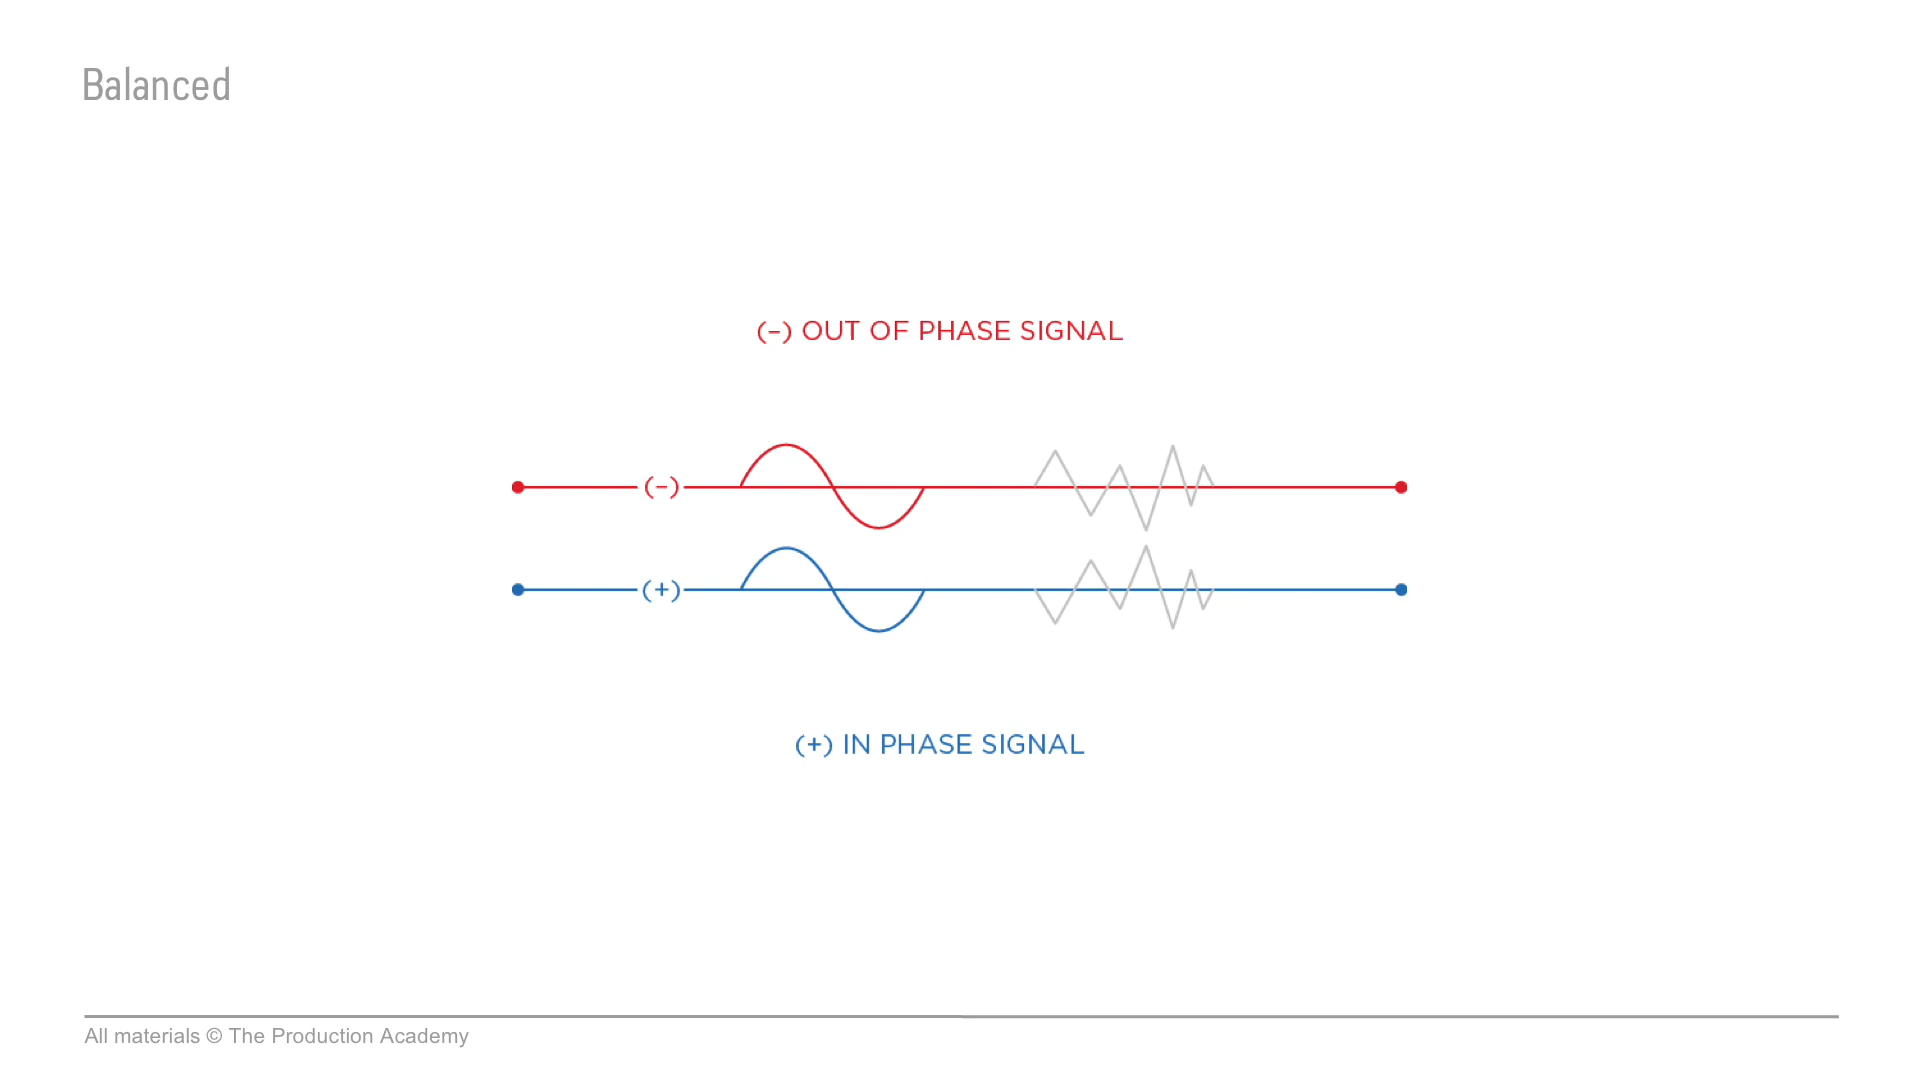 Balanced
(–) OUT OF PHASE SIGNAL
(–)
(+)
(+) IN PHASE SIGNAL
All materials © The Production Academy